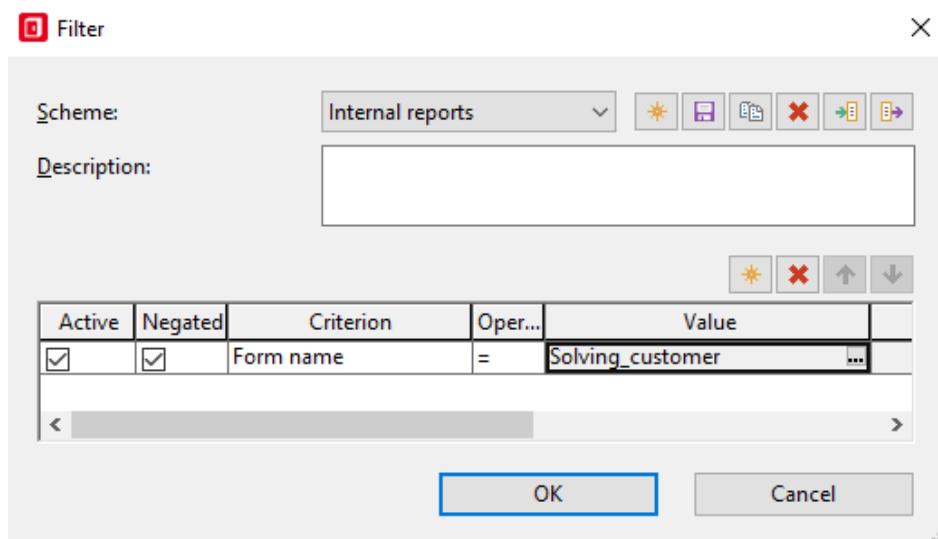 Filter
Scheme: Internal reports
Description:
Active Negated Criterion Oper... Value
Form name = Solving_customer ...
OK Cancel